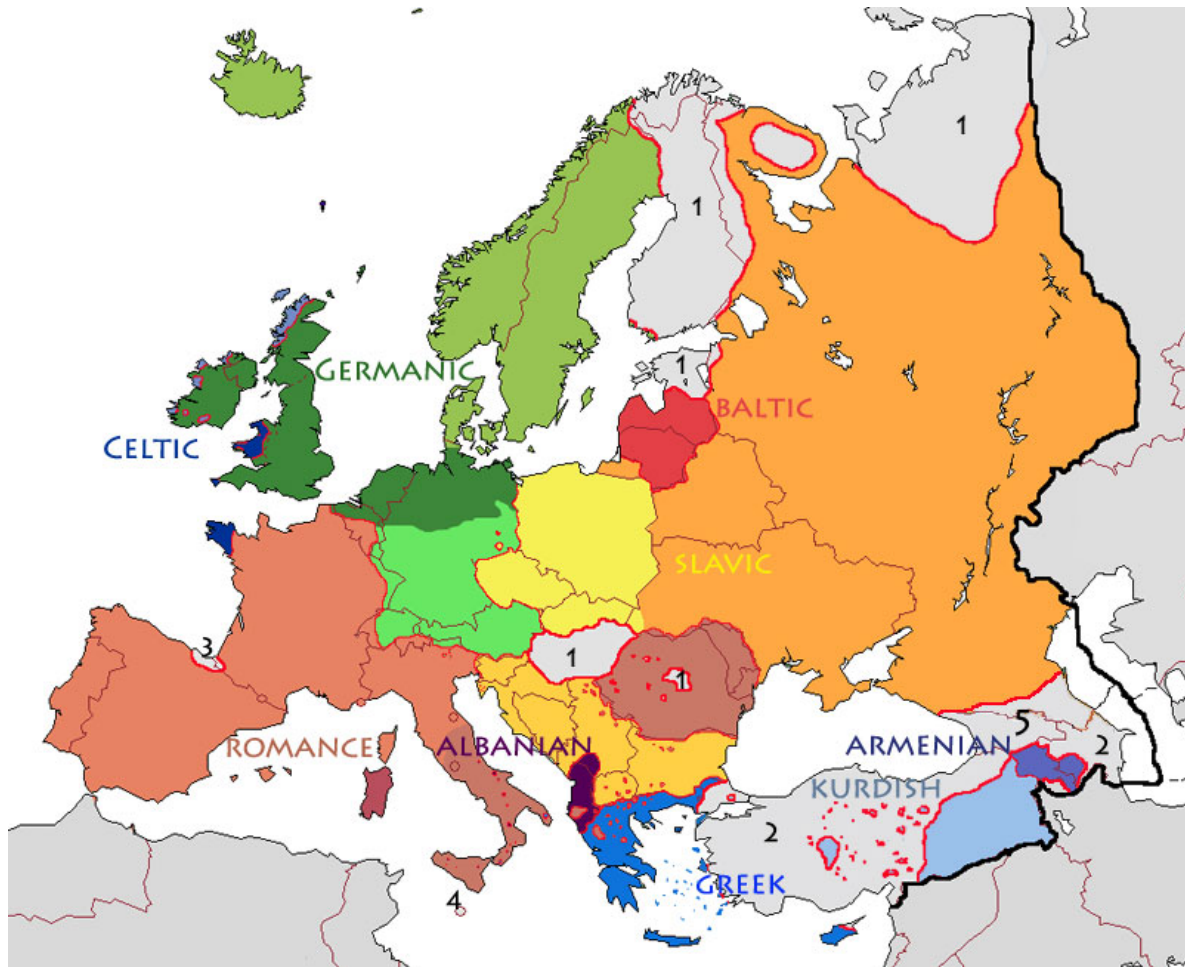 1
1
GERMANIC
1
BALTIC
CELTIC
SLAVIC
3
1
1
ROMANCE
ALBANIAN
5
ARMENIAN
2
KURDISH
2
GREEK
4